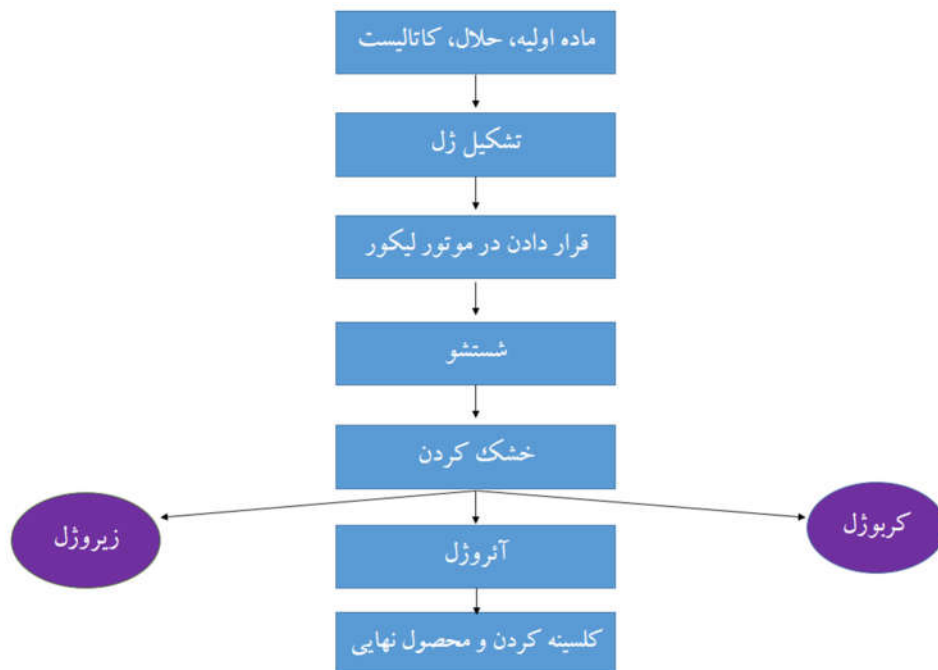 ماده اولیه، حلال، کاتالیست
تشکیل ژل
قرار دادن در موتور لیکور
شستشو
خشک کردن
کربوژل
زیروژل
آئروژل
کلسینه کردن و محصول نهایی